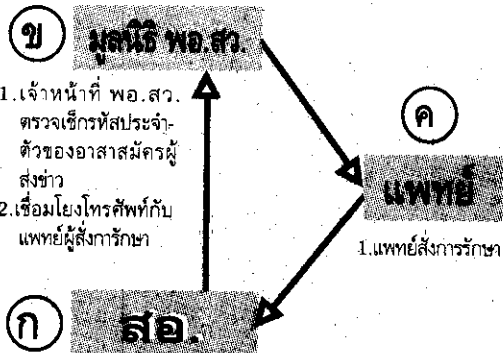 ข มูลนิธิ พอ.สว.
1.เจ้าหน้าที่ พอ.สว.
ตรวจเช็กรหัสประจำ-
ตัวของอาสาสมัครผู้
ส่งข่าว
2.เชื่อมโยงโทรศัพท์กับ
แพทย์ผู้สั่งการรักษา
ค
แพทย์
1.แพทย์สั่งการรักษา
ก สอ.